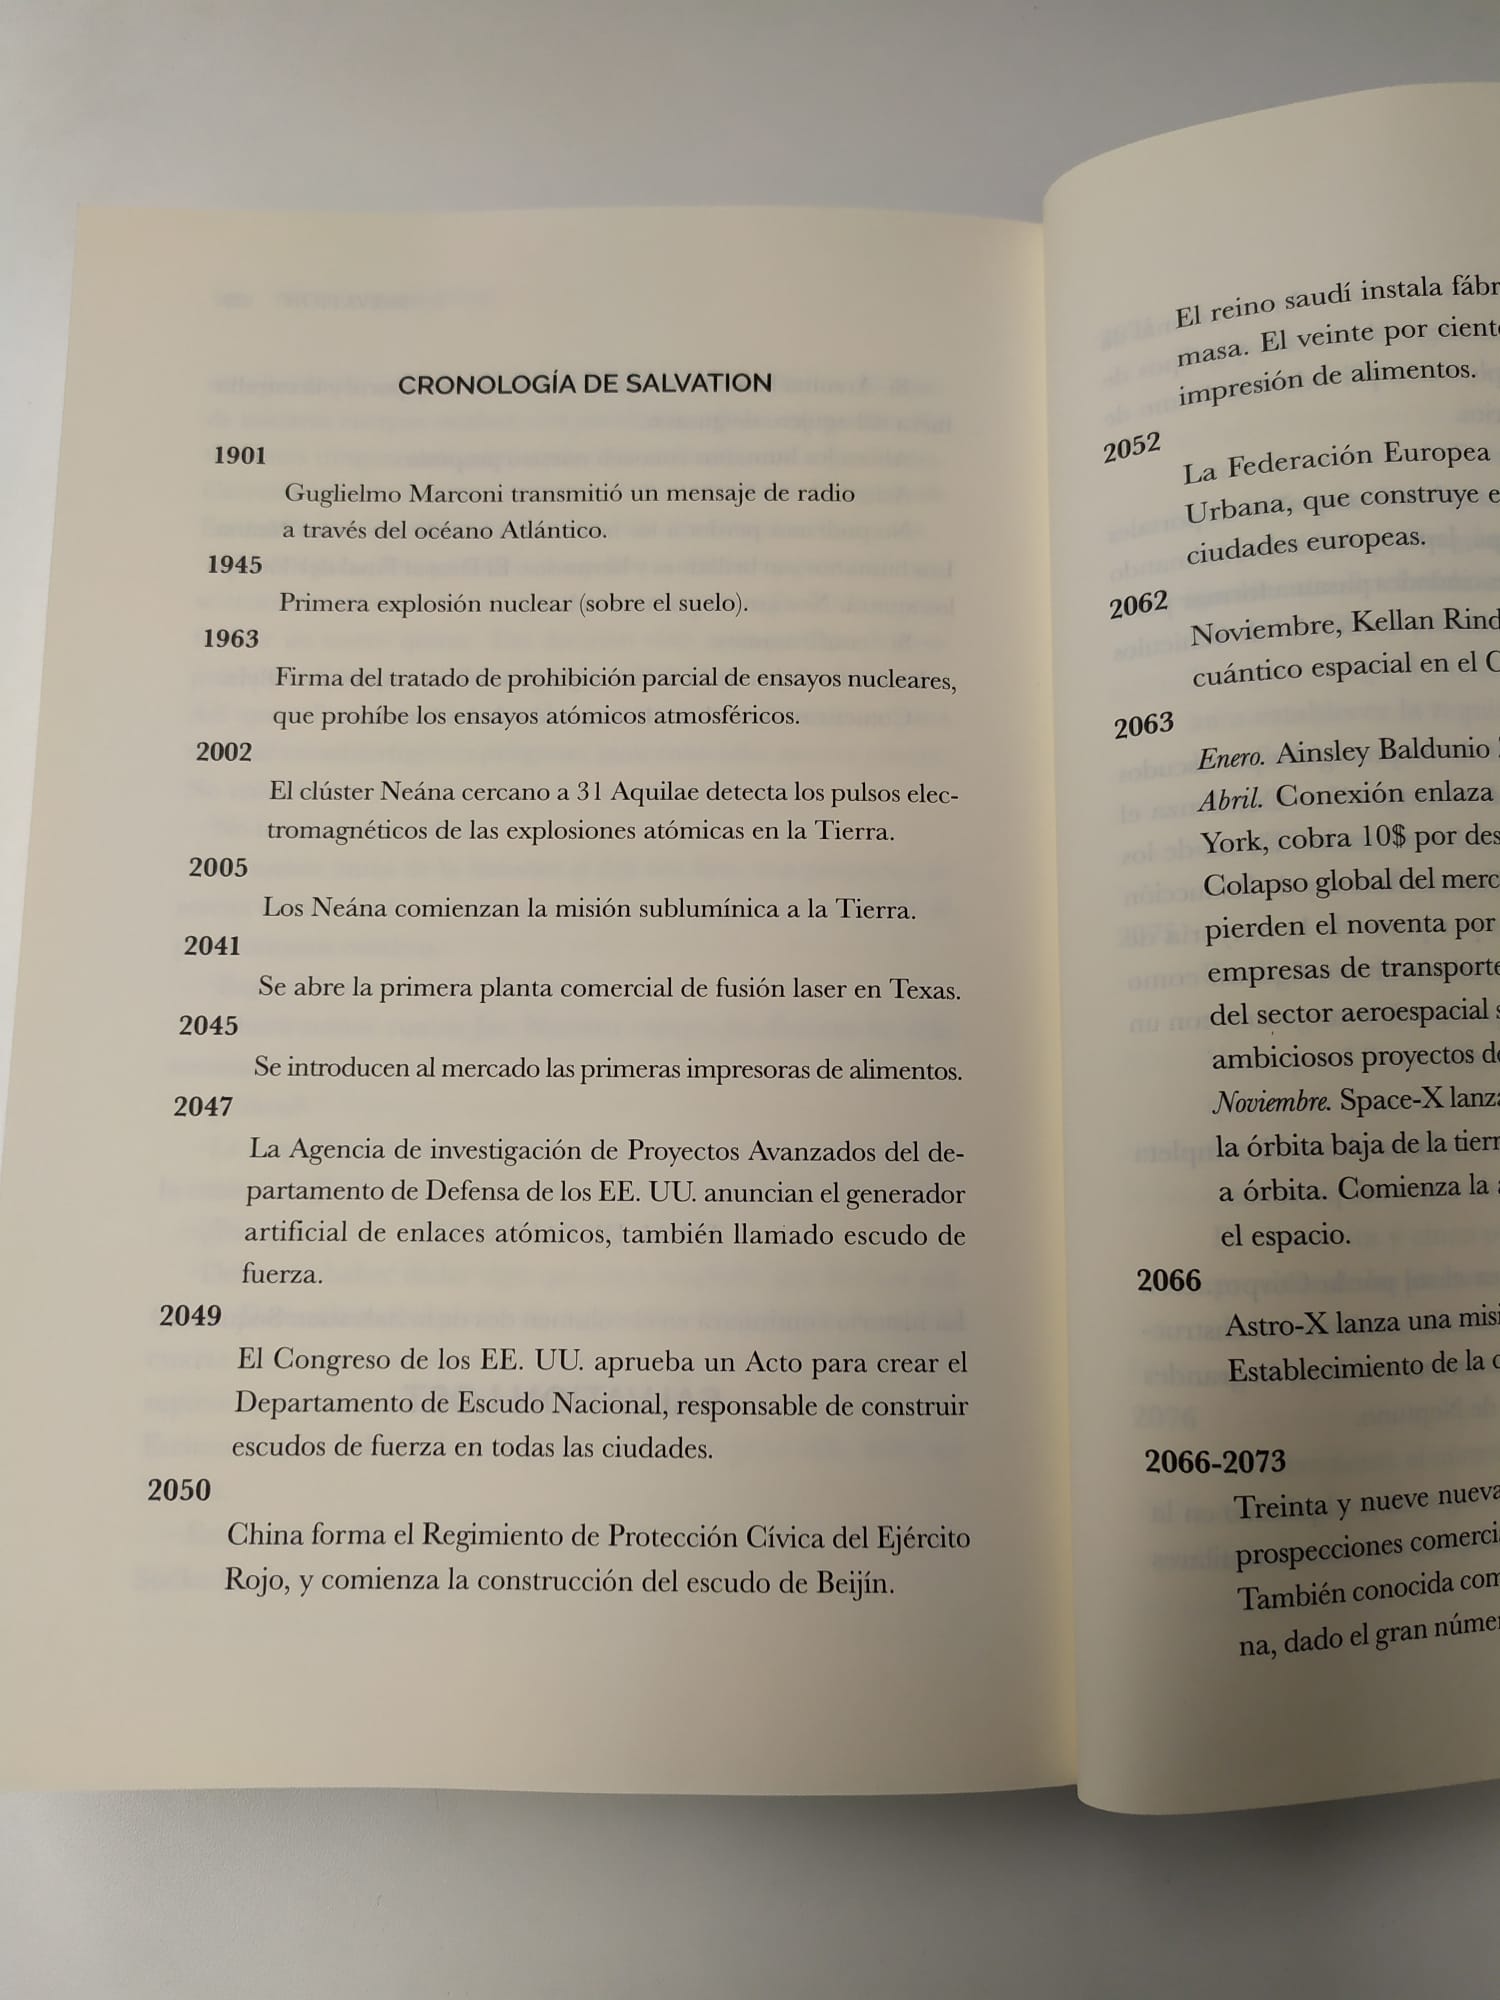 CRONOLOGÍA DE SALVATION
1901
Guglielmo Marconi transmitió un mensaje de radio
a través del océano Atlántico.
1945
Primera explosión nuclear (sobre el suelo).
1963
Firma del tratado de prohibición parcial de ensayos nucleares,
que prohíbe los ensayos atómicos atmosféricos.
2002
El clúster Neána cercano a 31 Aquilae detecta los pulsos elec-
tromagnéticos de las explosiones atómicas en la Tierra.
2005
Los Neána comienzan la misión sublumínica a la Tierra.
2041
Se abre la primera planta comercial de fusión laser en Texas.
2045
Se introducen al mercado las primeras impresoras de alimentos.
2047
La Agencia de investigación de Proyectos Avanzados del de-
partamento de Defensa de los EE. UU. anuncian el generador
artificial de enlaces atómicos, también llamado escudo de
fuerza.
2049
El Congreso de los EE. UU. aprueba un Acto para crear el
Departamento de Escudo Nacional, responsable de construir
escudos de fuerza en todas las ciudades.
2050
China forma el Regimiento de Protección Cívica del Ejército
Rojo, y comienza la construcción del escudo de Beijín.
El reino saudí instala
masa. El veinte por
impresión de alimentos.
2052
La Federación Europea
Urbana, que construye
ciudades europeas.
2062
Noviembre, Kellan
cuántico espacial en el
2063
Enero. Ainsley Baldunio
Abril. Conexión enlaza
York, cobra 10$ por
Colapso global del
pierden el noventa por
empresas de
del sector aeroespacial
ambiciosos proyectos
Noviembre. Space-X
la órbita baja de la
a órbita. Comienza la
el espacio.
2066
Astro-X lanza una
Establecimiento de la
2066-2073
Treinta y nueve
prospecciones
También conocida
na, dado el gran